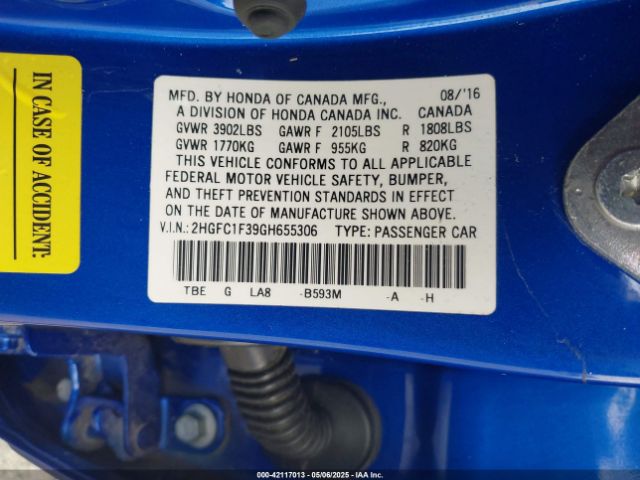 IN CASE OF ACCIDENT:
MFD. BY HONDA OF CANADA MFG., 08/'16
A DIVISION OF HONDA CANADA INC. CANADA
GVWR 3902LBS GAWR F 2105LBS R 1808LBS
GVWR 1770KG GAWR F 955KG R 820KG
THIS VEHICLE CONFORMS TO ALL APPLICABLE
FEDERAL MOTOR VEHICLE SAFETY, BUMPER,
AND THEFT PREVENTION STANDARDS IN EFFECT
ON THE DATE OF MANUFACTURE SHOWN ABOVE.
V.I.N.: 2HGFC1F39GH655306 TYPE: PASSENGER CAR
TBE G LA8 -B593M -A -H
000-42117013 - 05/06/2025 - IAA Inc.